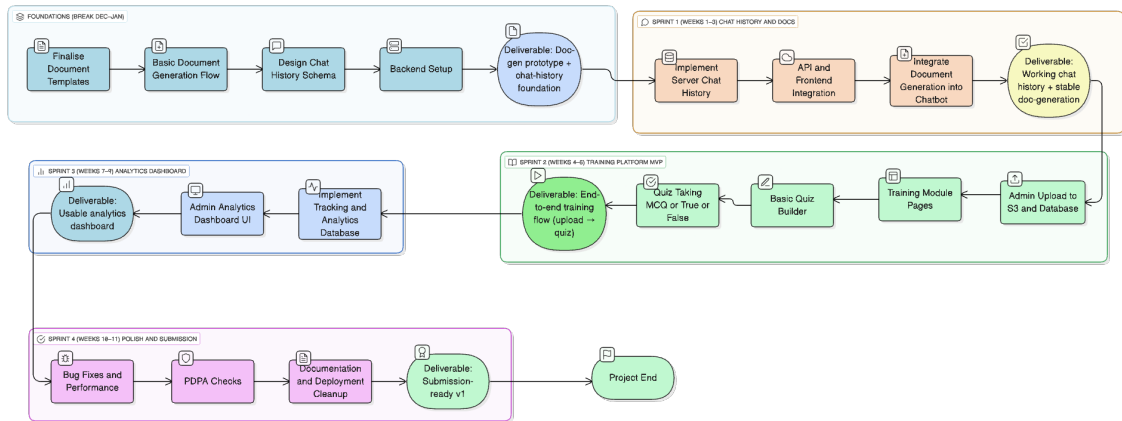 FOUNDATIONS (BREAK DEC–JAN)
Finalise
Document
Templates
Basic Document
Generation Flow
Design Chat
History Schema
Backend Setup
Deliverable: Doc-
gen prototype +
chat-history
foundation
SPRINT 1 (WEEKS 1–3) CHAT HISTORY AND DOCS
Implement
Server Chat
History
API and
Frontend
Integration
Integrate
Document
Generation into
Chatbot
Deliverable:
Working chat
history + stable
doc-generation
SPRINT 2 (WEEKS 4–6) TRAINING PLATFORM MVP
Admin Upload to
S3 and Database
Training Module
Pages
Basic Quiz
Builder
Quiz Taking
MCQ or True or
False
Deliverable: End-
to-end training
flow (upload →
quiz)
SPRINT 3 (WEEKS 7–9) ANALYTICS DASHBOARD
Implement
Tracking and
Analytics
Database
Admin Analytics
Dashboard UI
Deliverable:
Usable analytics
dashboard
SPRINT 4 (WEEKS 10–11) POLISH AND SUBMISSION
Bug Fixes and
Performance
PDPA Checks
Documentation
and Deployment
Cleanup
Deliverable:
Submission-
ready v1
Project End